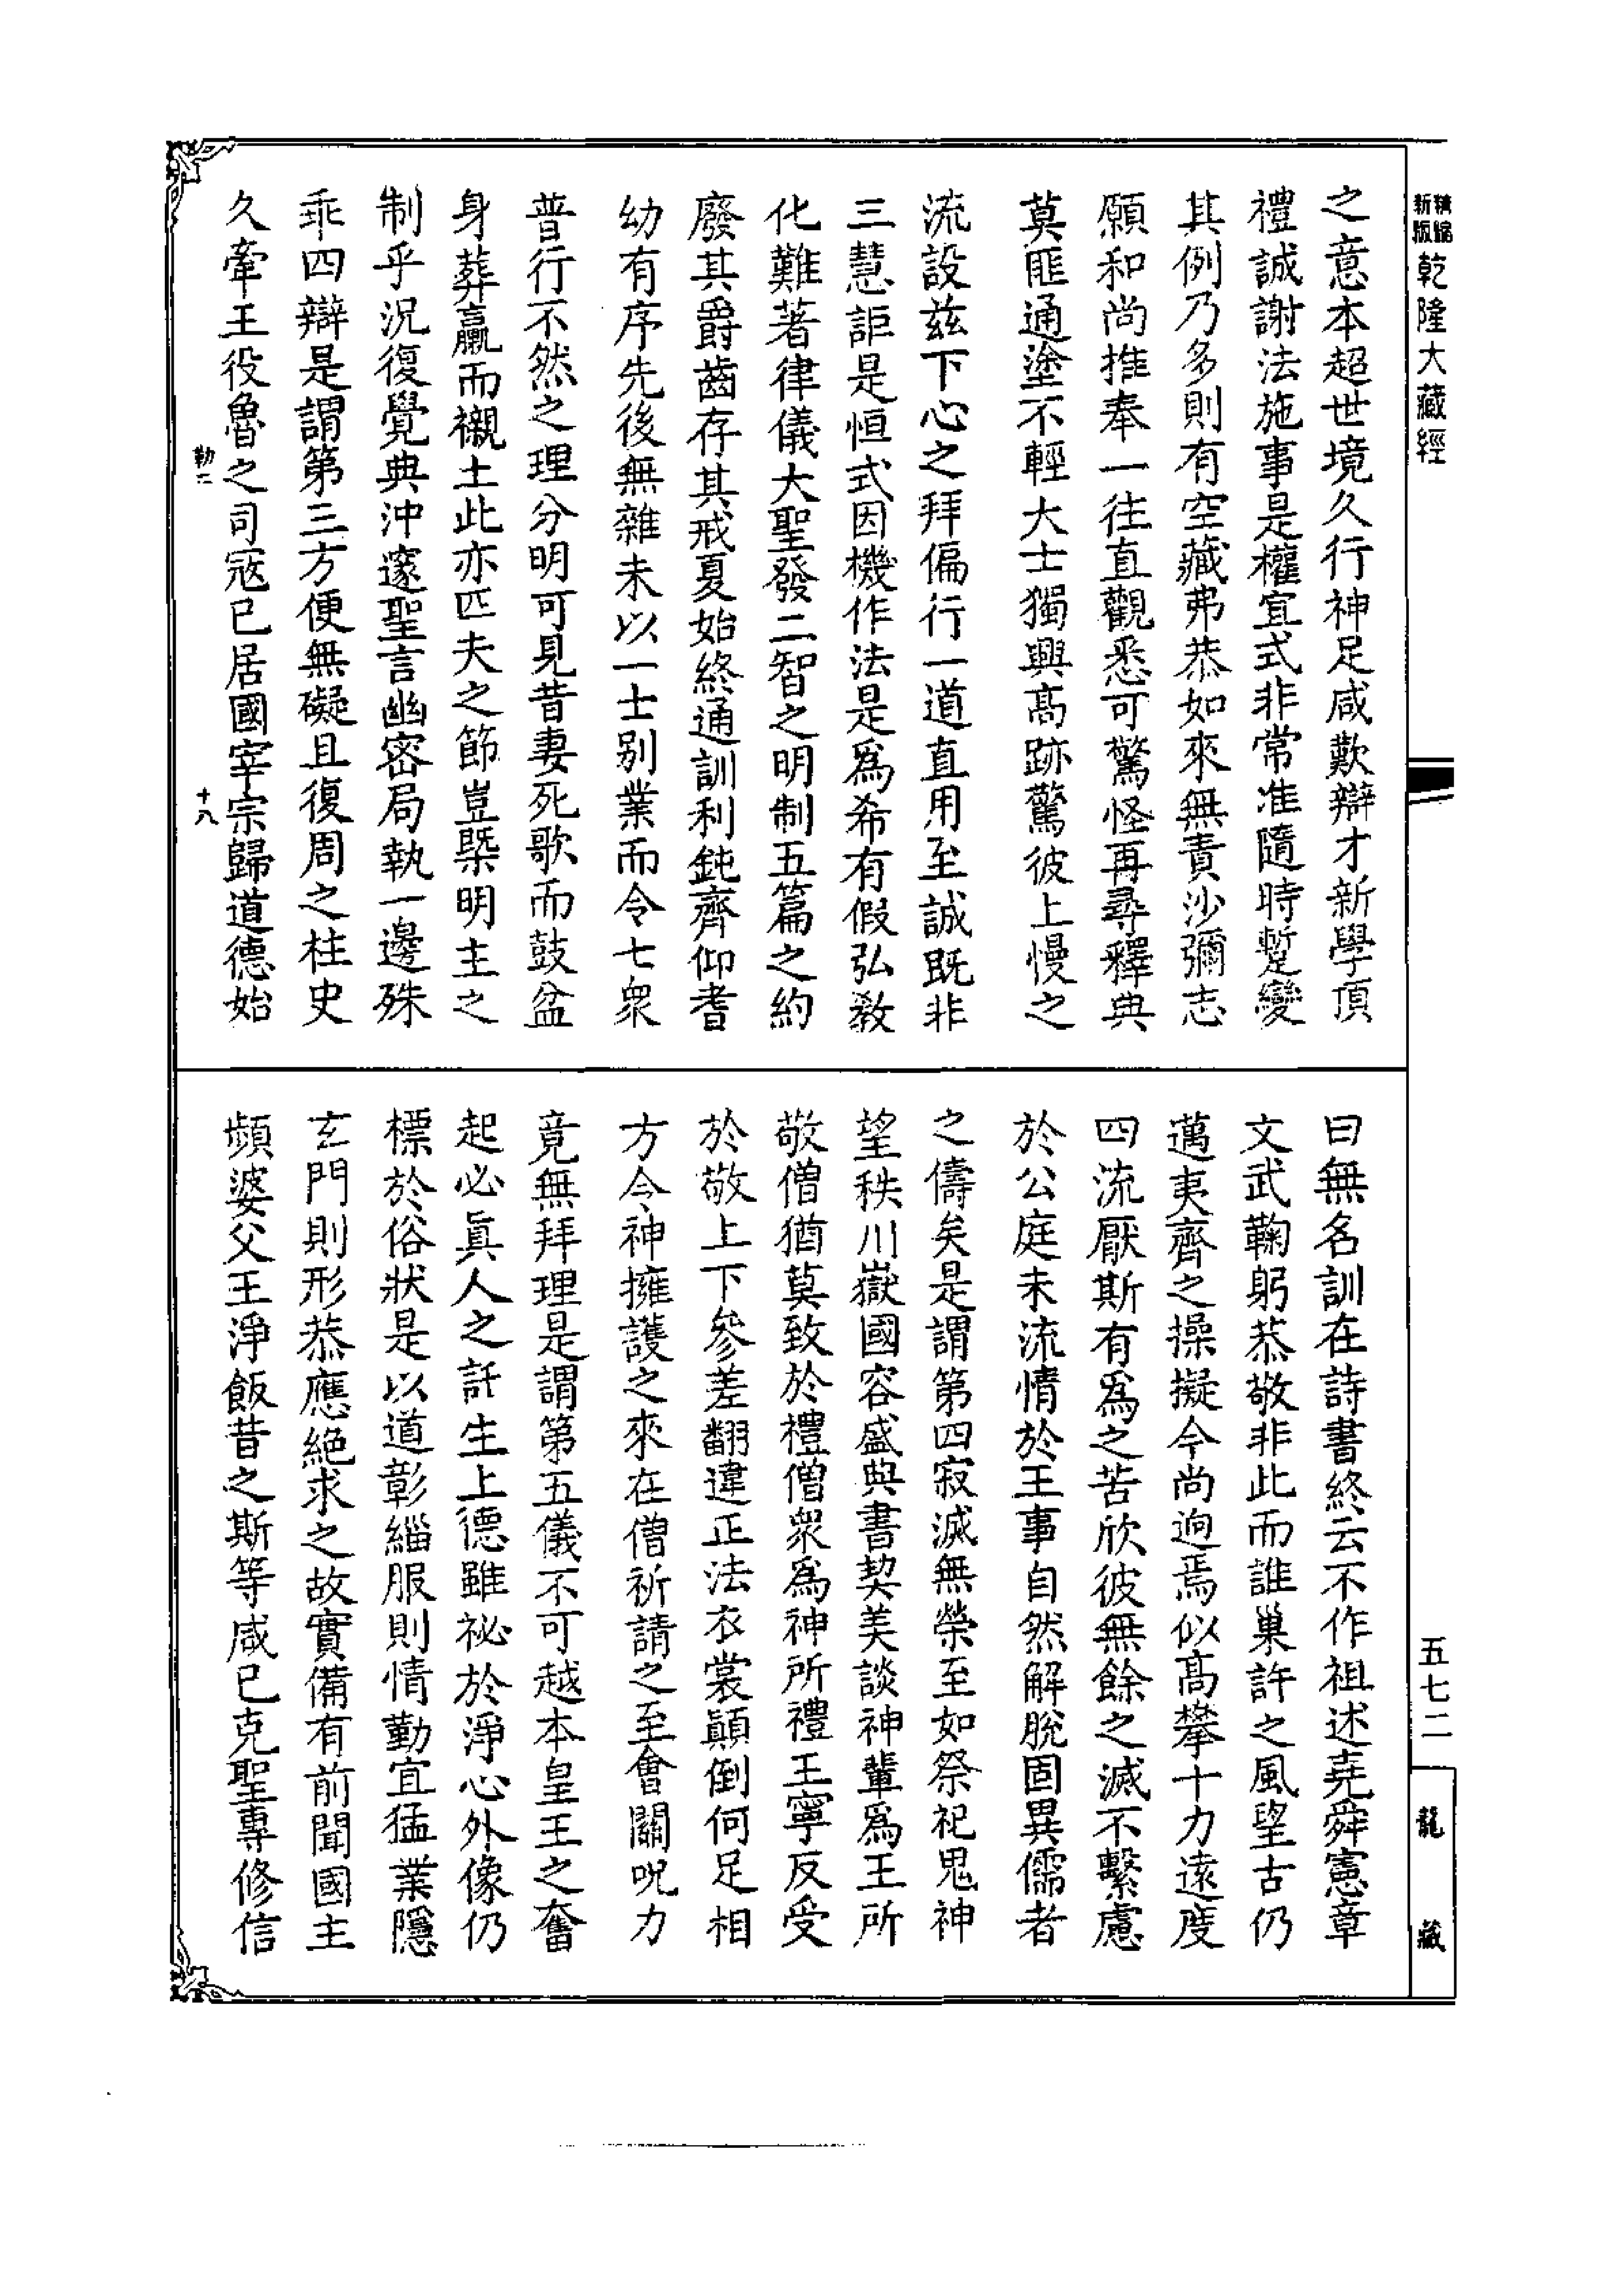 精縮
新版
乾隆大藏經
五七二
龍藏
之意本超世境久行神足咸歎辯才新學頂
禮誠謝法施事是權宜式非常准隨時蹔變
其例乃多則有空藏弗恭如來無責沙彌志
願和尚推奉一往直觀悉可驚怪再尋釋典
莫匪通塗不輕大士獨興髙跡驚彼上慢之
流設茲下心之拜偏行一道直用至誠既非
三慧詎是恒式因機作法是爲希有假弘教
化難著律儀大聖發二智之明制五篇之約
廢其爵齒存其戒夏始終通訓利鈍齊仰耆
幼有序先後無雜未以一士别業而令七衆
普行不然之理分明可見昔妻死歌而鼓盆
身葬臝而襯土此亦匹夫之節豈槩明主之
制乎況復覺典沖邃聖言幽密局執一邊殊
乖四辯是謂第三方便無礙且復周之柱史
久牽王役魯之司寇已居國宰宗歸道德始
勒二
十八
曰無名訓在詩書終云不作祖述堯舜憲章
文武鞠躬恭敬非此而誰巢許之風望古仍
邁夷齊之操擬今尚逈焉似髙攀十力遠度
四流厭斯有爲之苦欣彼無餘之滅不繫慮
於公庭未流情於王事自然解脫固異儒者
之儔矣是謂第四寂滅無榮至如祭祀鬼神
望秩川嶽國容盛典書契美談神輩爲王所
敬僧猶莫致於禮僧衆爲神所禮王寧反受
於敬上下參差翻違正法衣裳顚倒何足相
方今神擁護之來在僧祈請之至會關呪力
竟無拜理是謂第五儀不可越本皇王之奮
起必眞人之託生上德雖祕於淨心外像仍
標於俗狀是以道彰緇服則情勤宜猛業隱
玄門則形恭應絕求之故實備有前聞國主
頻婆父王淨飯昔之斯等咸已克聖專修信